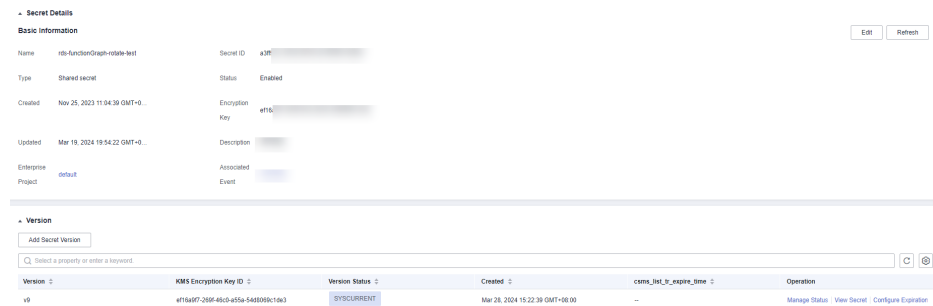 Secret Details
Basic Information
Edit Refresh
Name rds-functionGraph-rotate-test Secret ID a3ff
Type Shared secret Status Enabled
Created Nov 25, 2023 11:04:39 GMT+0... Encryption Key ef16
Updated Mar 19, 2024 19:54:22 GMT+0... Description
Enterprise Project default Associated Event
Version
Add Secret Version
Select a property or enter a keyword.
Version KMS Encryption Key ID Version Status Created csms_list_tr_expire_time Operation
v9 ef16a9f7-269f-46c0-a55a-54d8069c1de3 SYSCURRENT Mar 28, 2024 15:22:39 GMT+08:00 -- Manage Status View Secret Configure Expiration